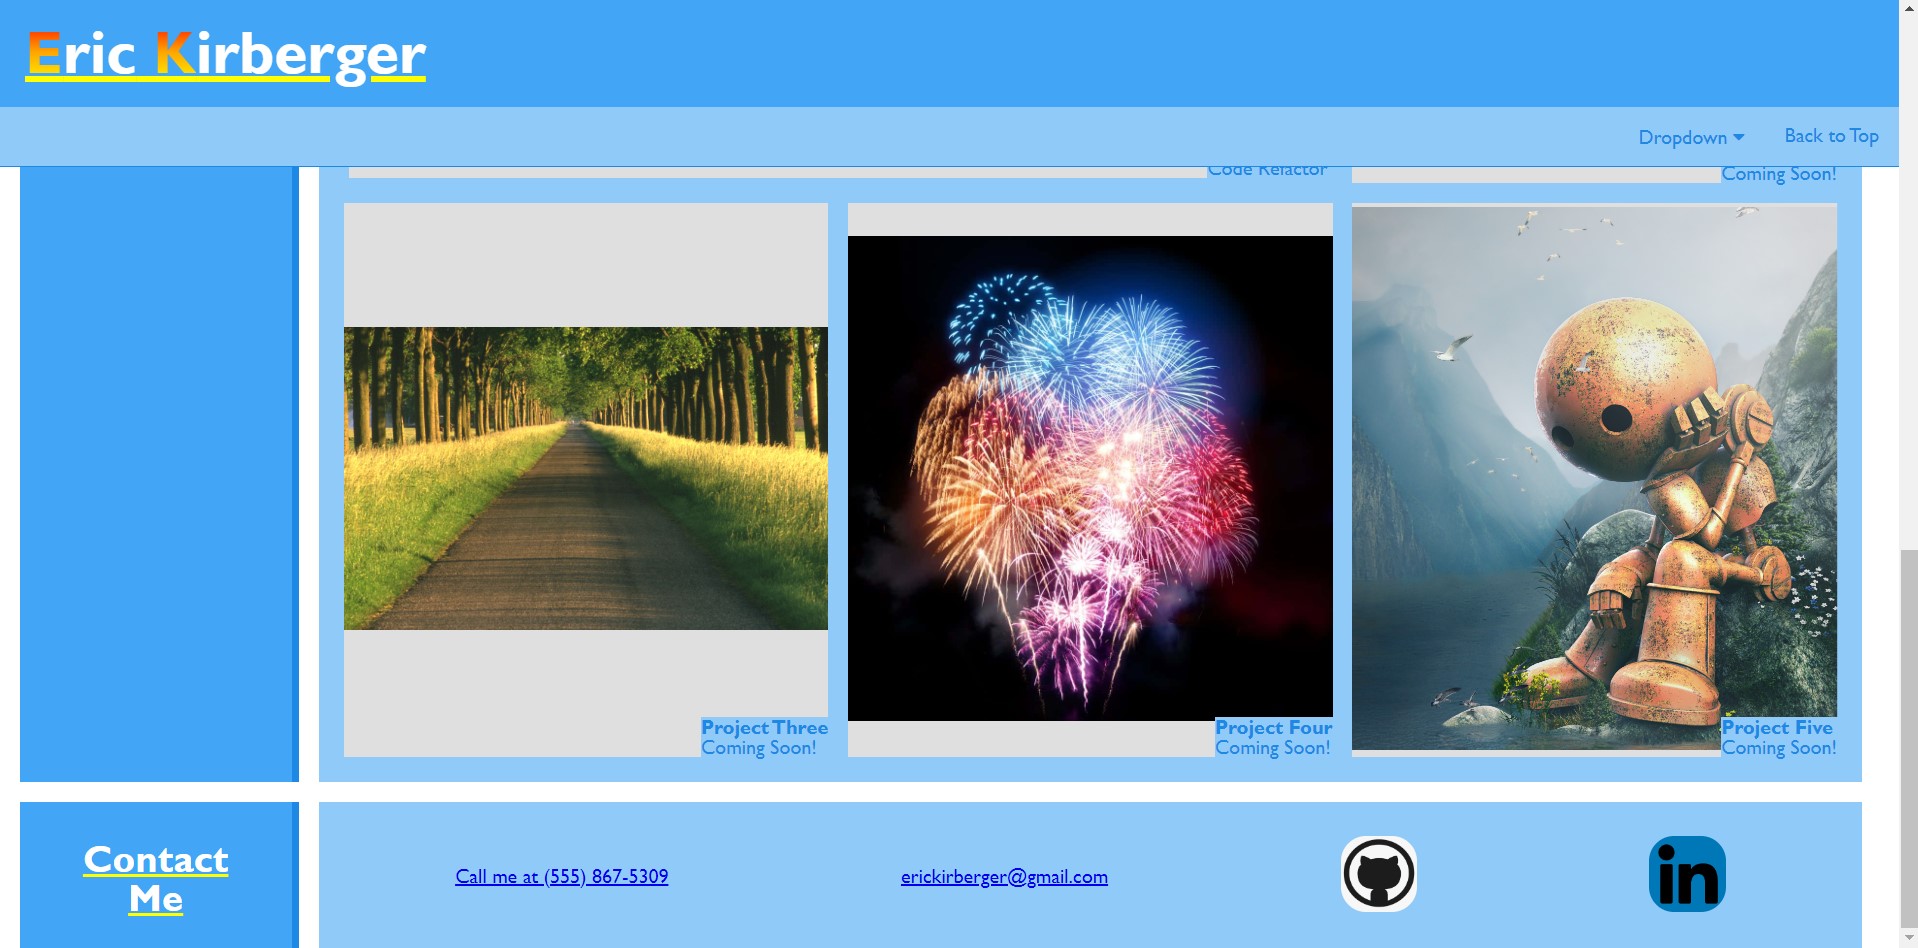 Eric Kirberger
Dropdown
Back to Top
Code Refactor
Coming Soon!
Project Three
Coming Soon!
Project Four
Coming Soon!
Project Five
Coming Soon!
Contact
Me
Call me at (555) 867-5309
erickirberger@gmail.com
in